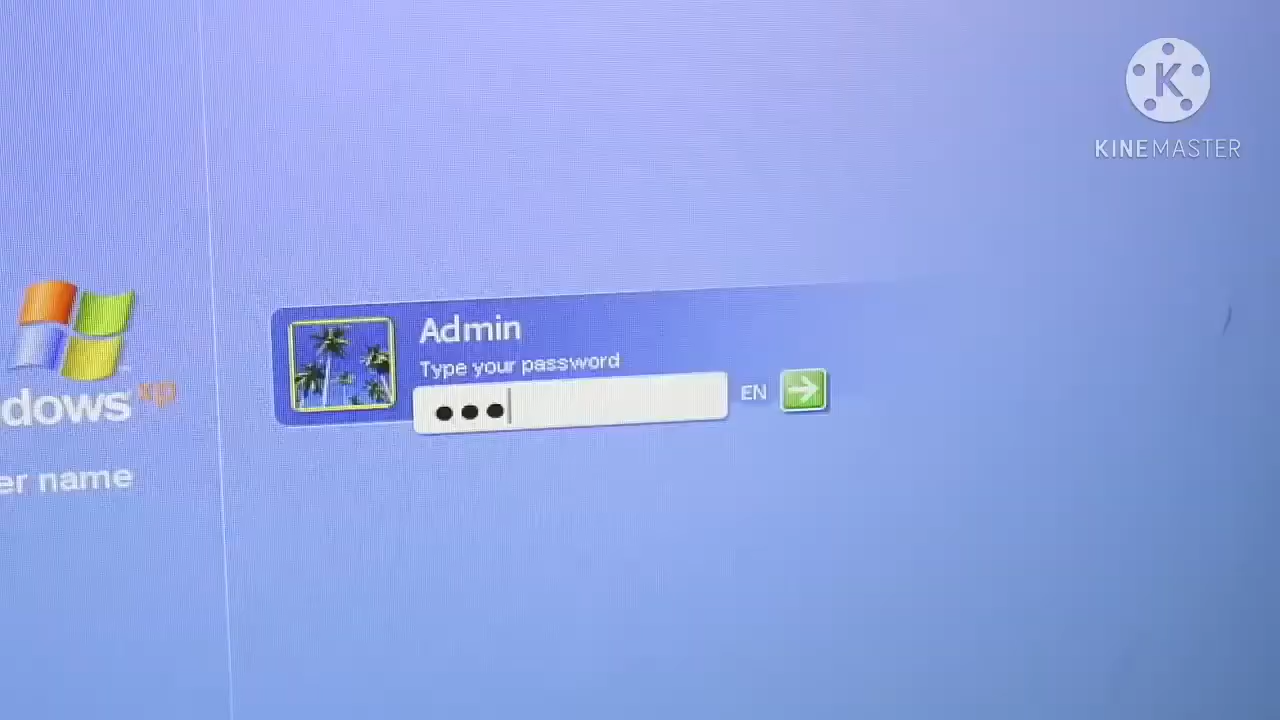 K
KINEMASTER
Admin
Type your password
EN
dows xp
er name